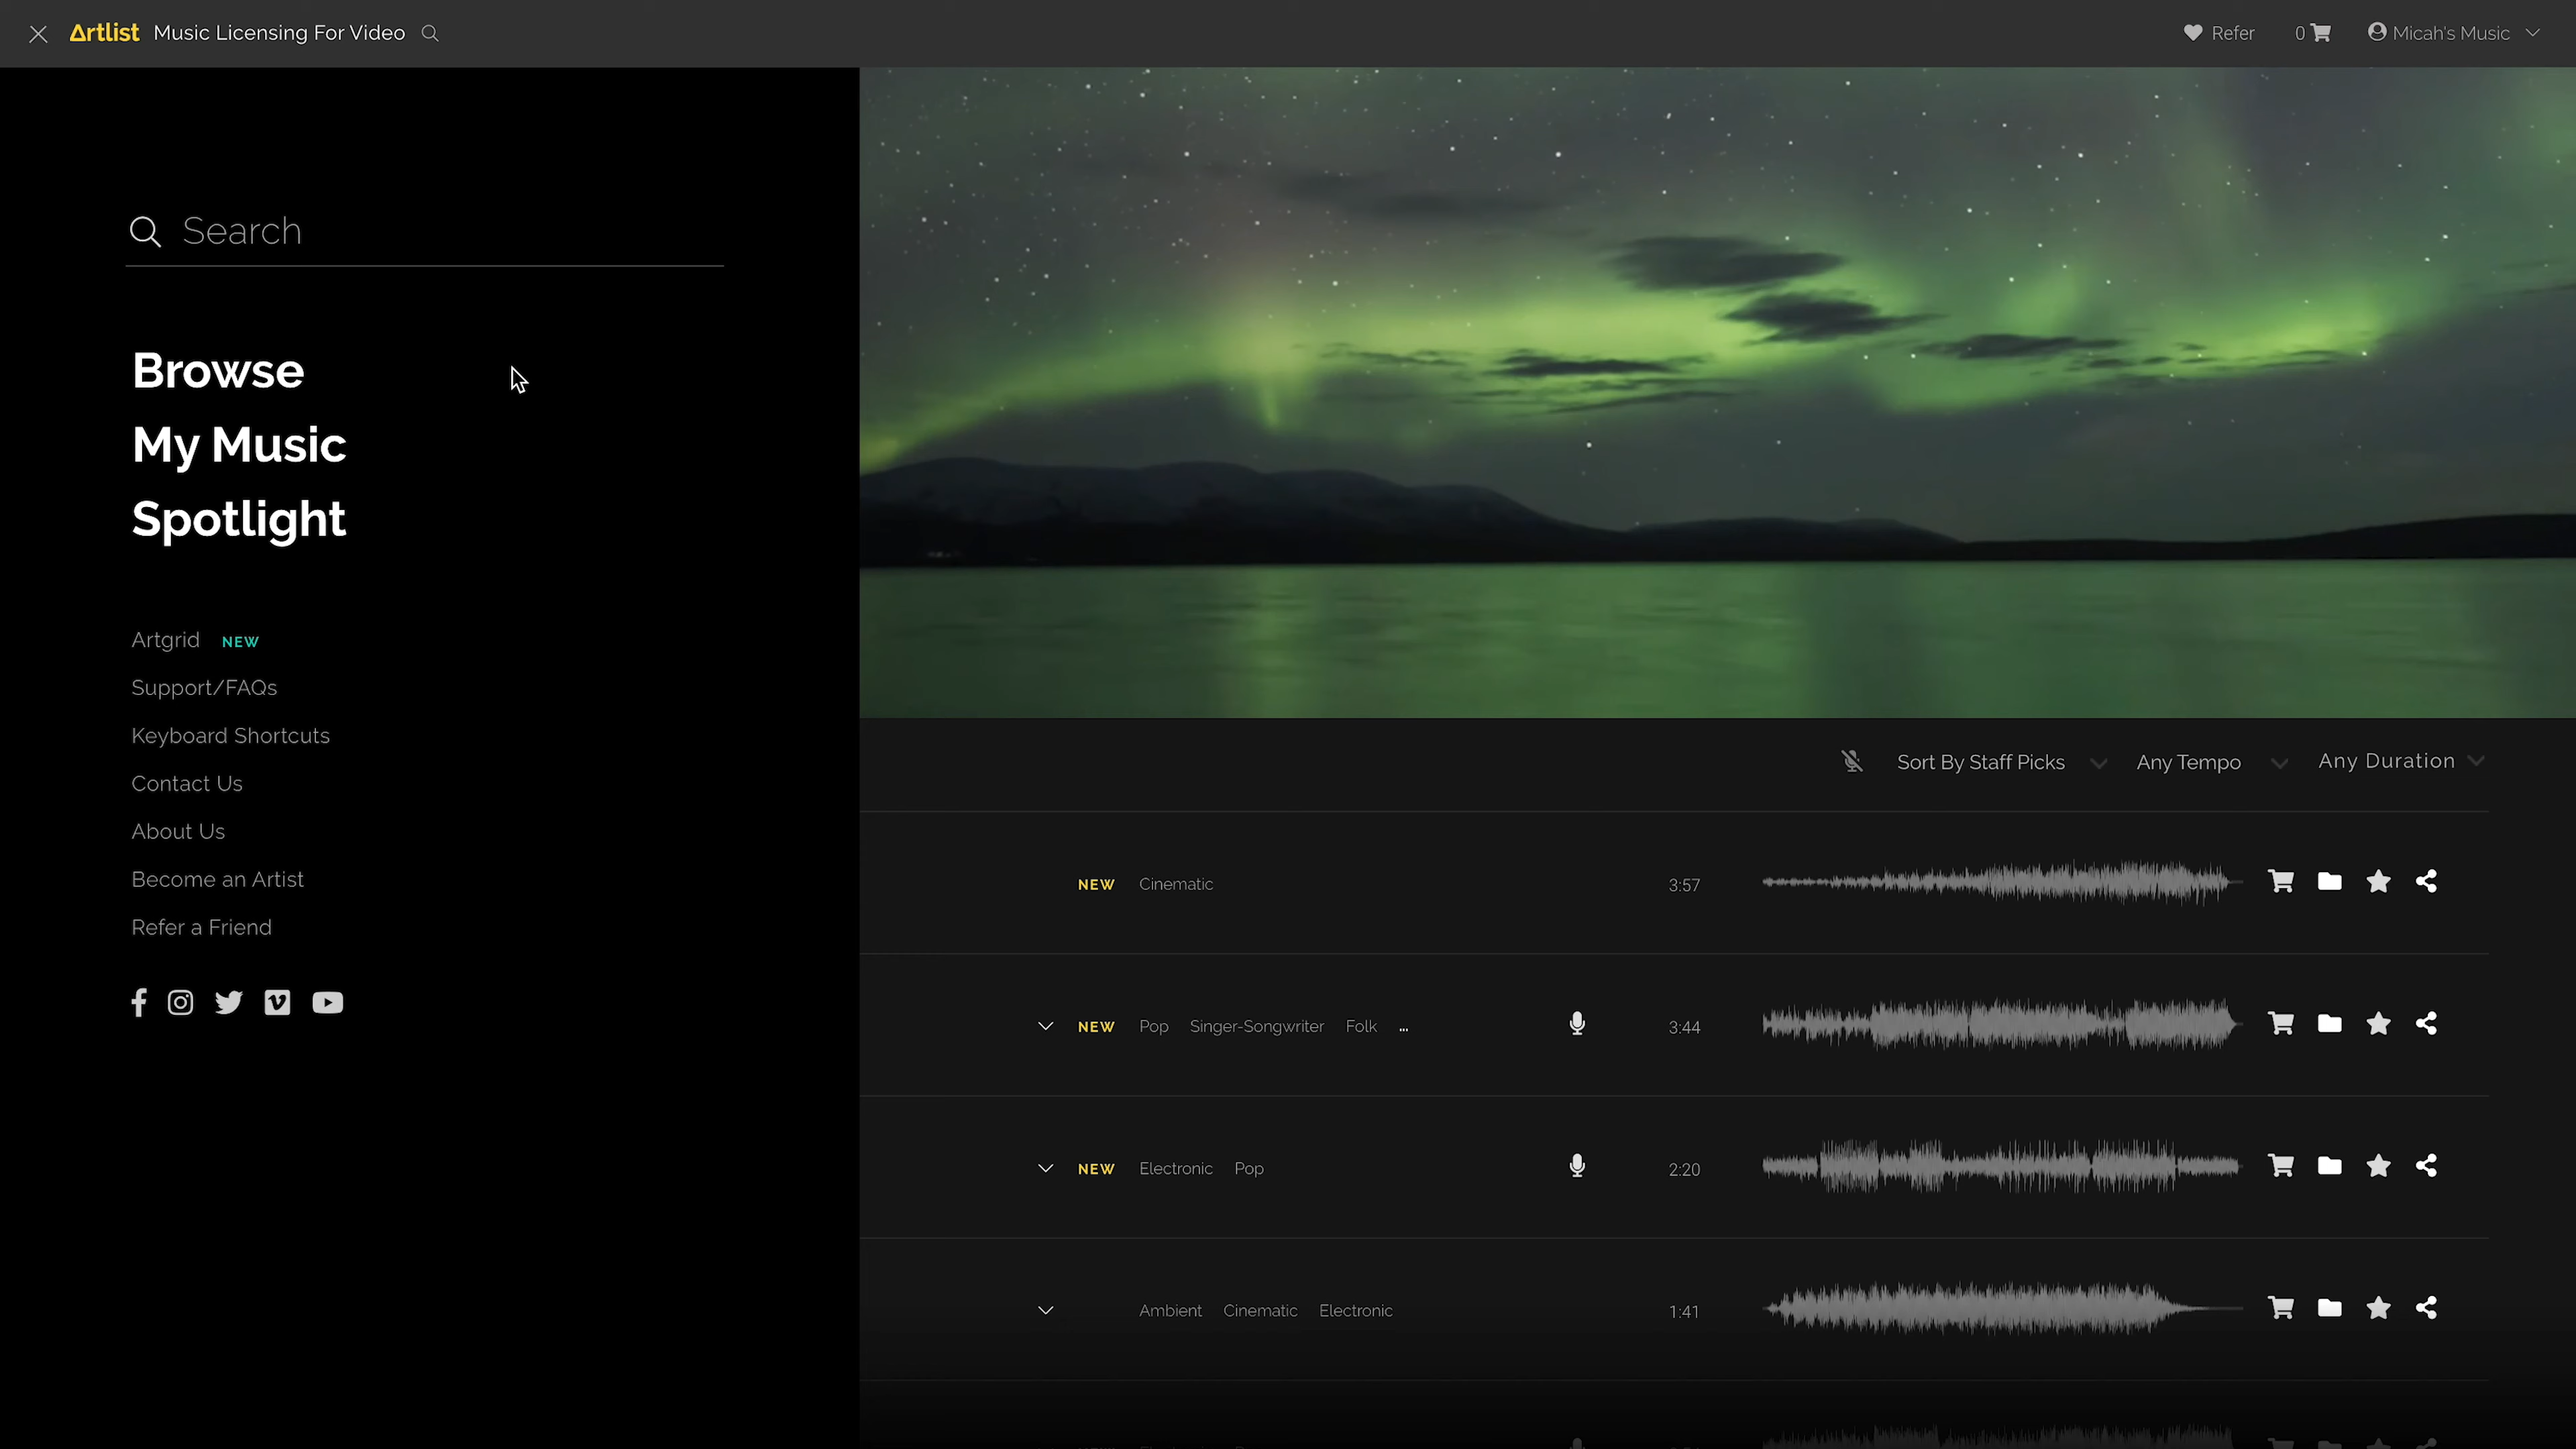 Artlist Music Licensing For Video
Refer 0 Micah's Music
Search
Browse
My Music
Spotlight
Artgrid NEW
Support/FAQs
Keyboard Shortcuts
Contact Us
About Us
Become an Artist
Refer a Friend
Sort By Staff Picks Any Tempo Any Duration
NEW Cinematic 3:57
NEW Pop Singer-Songwriter Folk ... 3:44
NEW Electronic Pop 2:20
Ambient Cinematic Electronic 1:41